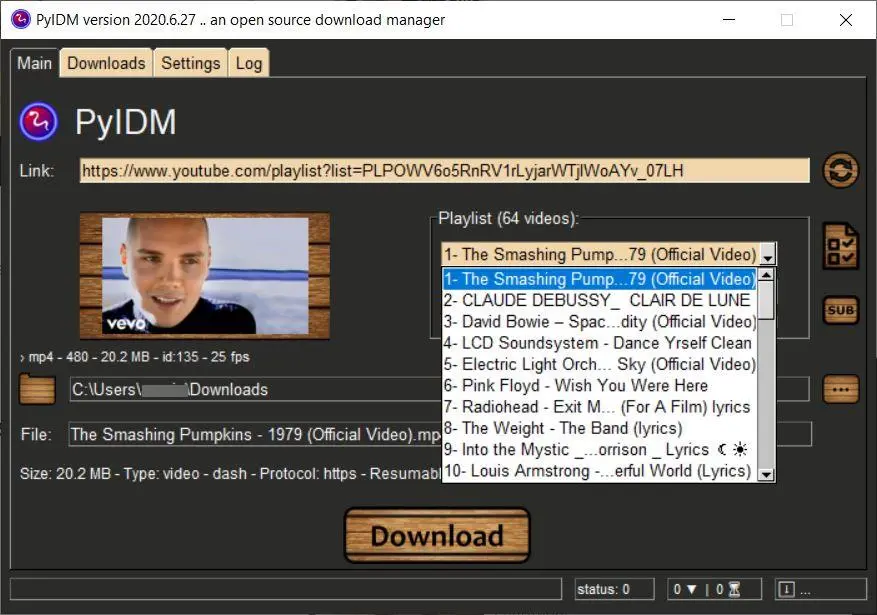 PyIDM version 2020.6.27 .. an open source download manager
Main Downloads Settings Log
PyIDM
Link: https://www.youtube.com/playlist?list=PLPOWV6o5RnRV1rLyjarWTjlWoAYv_07LH
Playlist (64 videos):
1- The Smashing Pump...79 (Official Video)
1- The Smashing Pump...79 (Official Video)
2- CLAUDE DEBUSSY_ CLAIR DE LUNE
3- David Bowie – Spac...dity (Official Video)
4- LCD Soundsystem - Dance Yrself Clean
5- Electric Light Orch... Sky (Official Video)
6- Pink Floyd - Wish You Were Here
7- Radiohead - Exit M... (For A Film) lyrics
8- The Weight - The Band (lyrics)
9- Into the Mystic _...orrison _ Lyrics ☾☀
10- Louis Armstrong -...erful World (Lyrics)
vevo
SUB
› mp4 - 480 - 20.2 MB - id:135 - 25 fps
C:\Users\ \Downloads
...
File: The Smashing Pumpkins - 1979 (Official Video).mp
Size: 20.2 MB - Type: video - dash - Protocol: https - Resumabl
Download
status: 0
0 ▼ | 0 ⏳
...